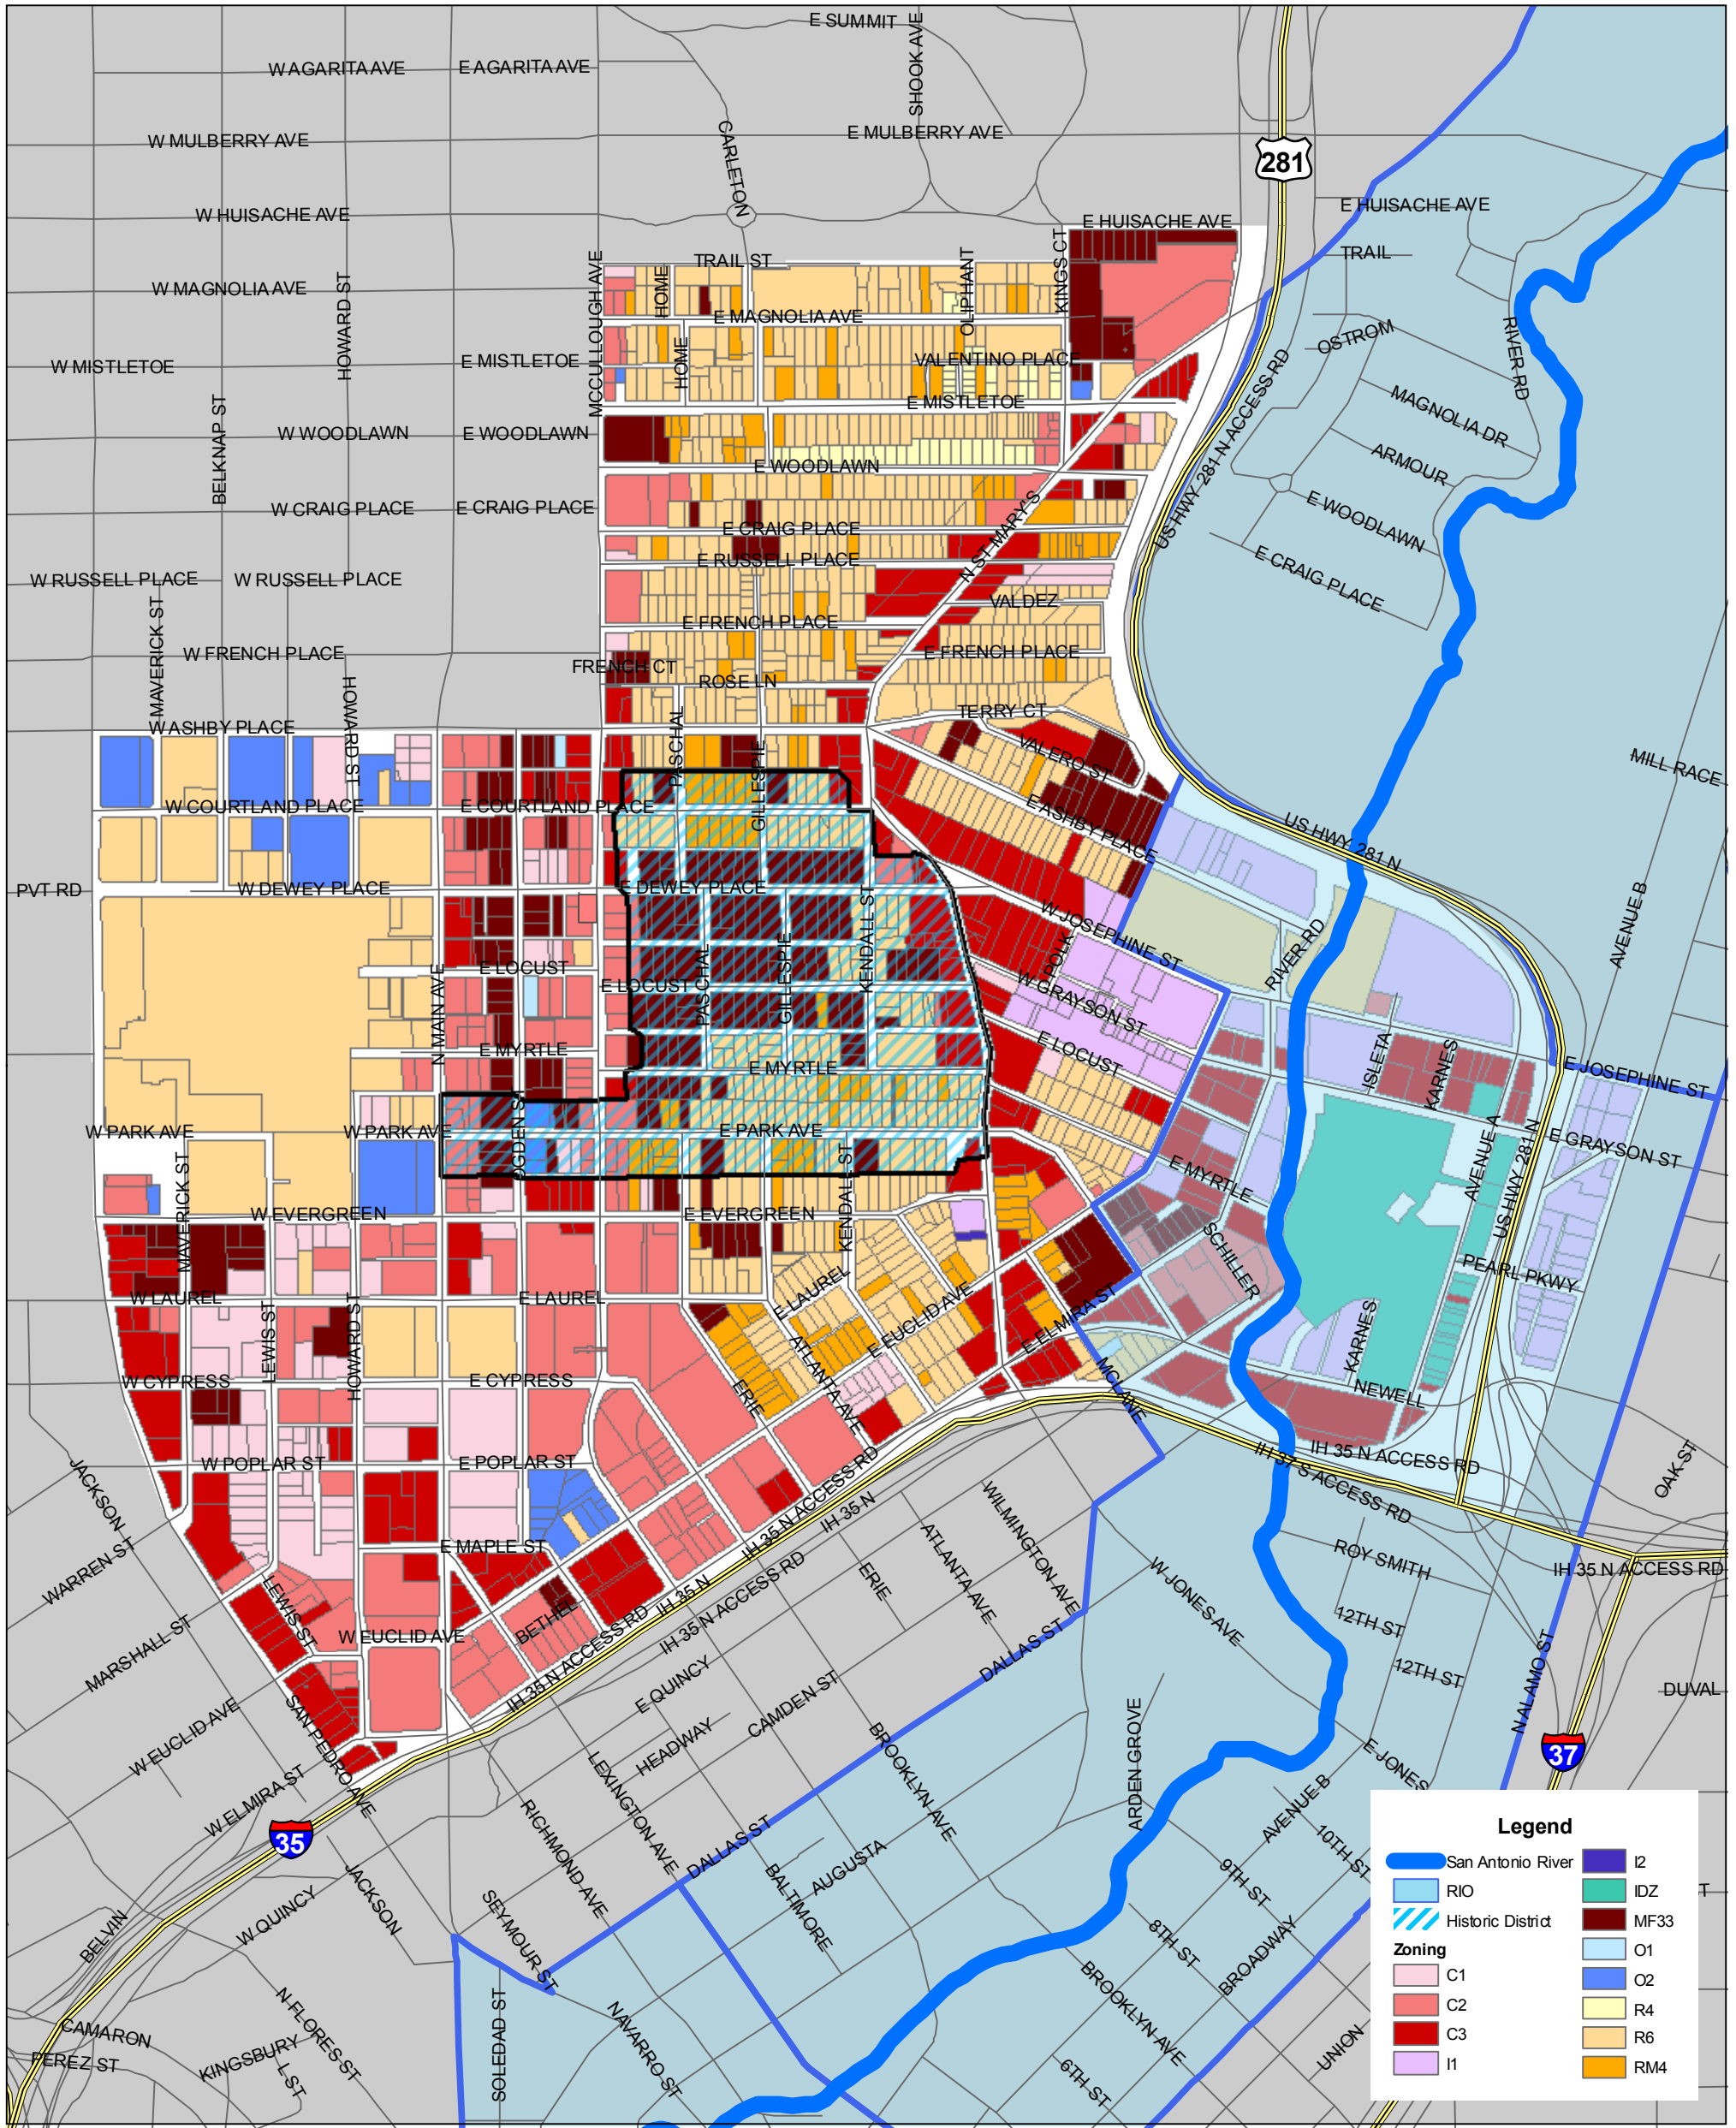 E SUMMIT
SHOOK AVE
W AGARITA AVE
E AGARITA AVE
CARLETON
W MULBERRY AVE
E MULBERRY AVE
281
W HUISACHE AVE
E HUISACHE AVE
E HUISACHE AVE
TRAIL ST
TRAIL
KINGS CT
OLIPHANT
HOME
MCCULLOUGH AVE
HOWARD ST
W MAGNOLIA AVE
E MAGNOLIA AVE
OSTROM
RIVER RD
HOME
VALENTINO PLACE
W MISTLETOE
E MISTLETOE
E MISTLETOE
MAGNOLIA DR
US HWY 281 N ACCESS RD
BELKNAP ST
W WOODLAWN
E WOODLAWN
E WOODLAWN
ARMOUR
E WOODLAWN
W CRAIG PLACE
E CRAIG PLACE
E CRAIG PLACE
N ST MARY'S
E CRAIG PLACE
W RUSSELL PLACE
W RUSSELL PLACE
E RUSSELL PLACE
VALDEZ
MAVERICK ST
E FRENCH PLACE
W FRENCH PLACE
E FRENCH PLACE
FRENCH CT
ROSE LN
HOWARD ST
PASCHAL
TERRY CT
W ASHBY PLACE
GILLESPIE
VALERO ST
MILL RACE
W COURTLAND PLACE
E COURTLAND PLACE
E ASHBY PLACE
US HWY 281 N
PVT RD
W DEWEY PLACE
E DEWEY PLACE
KENDALL ST
AVENUE B
W JOSEPHINE ST
POLK
RIVER RD
N MAIN AVE
E LOCUST
E LOCUST
PASCHAL
GILLESPIE
W GRAYSON ST
E LOCUST
E MYRTLE
E MYRTLE
ISLETA
KARNES
E JOSEPHINE ST
OGDEN ST
W PARK AVE
W PARK AVE
E PARK AVE
KENDALL ST
E MYRTLE
AVENUE A
US HWY 281 N
E GRAYSON ST
MAVERICK ST
W EVERGREEN
E EVERGREEN
SCHILLER
PEARL PKWY
W LAUREL
E LAUREL
E LAUREL
E EUCLID AVE
E ELMIRA ST
LEWIS ST
HOWARD ST
ATLANTA AVE
KARNES
W CYPRESS
E CYPRESS
ERIE
MCLANE
NEWELL
JACKSON
W POPLAR ST
E POPLAR ST
IH 35 N ACCESS RD
IH 35 N
IH 35 N ACCESS RD
IH 37 S ACCESS RD
OAK ST
WILMINGTON AVE
WARREN ST
E MAPLE ST
ERIE
ATLANTA AVE
W JONES AVE
ROY SMITH
IH 35 N ACCESS RD
LEWIS ST
BETHEL
IH 35 N
IH 35 N ACCESS RD
IH 35 N ACCESS RD
MARSHALL ST
W EUCLID AVE
12TH ST
12TH ST
N ALAMO ST
DUVAL
DALLAS ST
W EUCLID AVE
SAN PEDRO AVE
E QUINCY
HEADWAY
CAMDEN ST
BROOKLYN AVE
ARDEN GROVE
E JONES
37
W ELMIRA ST
35
LEXINGTON AVE
RICHMOND AVE
DALLAS ST
BALTIMORE
AUGUSTA
AVENUE B
10TH ST
9TH ST
8TH ST
BROADWAY
JACKSON
W QUINCY
BELVIN
SEYMOUR ST
N FLORES ST
SOLEDAD ST
NAVARRO ST
BROOKLYN AVE
6TH ST
UNION
CAMARON
PEREZ ST
KINGSBURY
L ST
Legend
San Antonio River
RIO
Historic District
Zoning
C1
C2
C3
I1
I2
IDZ
MF33
O1
O2
R4
R6
RM4
T